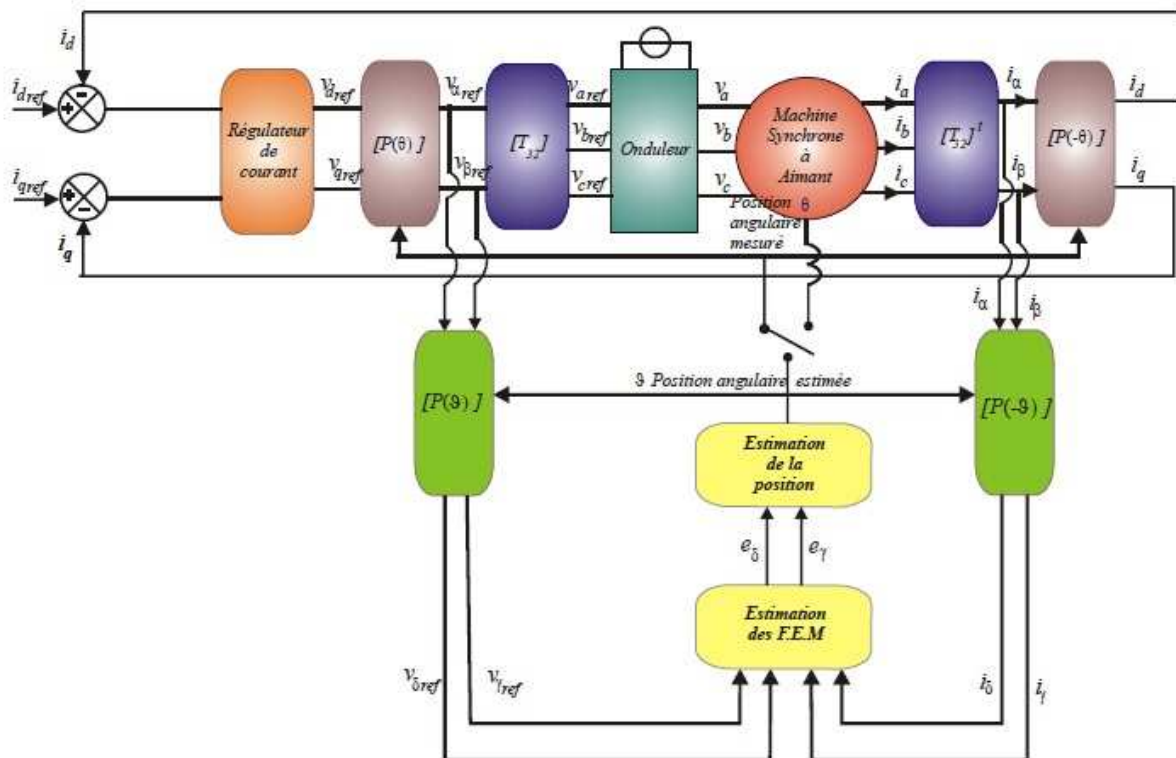 i_d
i_dref
i_qref
i_q
Régulateur
de
courant
v_dref
v_qref
[P(θ)]
v_αref
v_βref
[T_32]
v_aref
v_bref
v_cref
Onduleur
v_a
v_b
v_c
Machine
Synchrone
à
Aimant
θ
Position
angulaire
mesuré
i_a
i_b
i_c
[T_32]^t
i_α
i_β
[P(-θ)]
i_d
i_q
i_α
i_β
[P(ϑ)]
ϑ Position angulaire estimée
[P(-ϑ)]
Estimation
de la
position
e_δ
e_γ
Estimation
des F.E.M
v_δref
v_γref
i_δ
i_γ